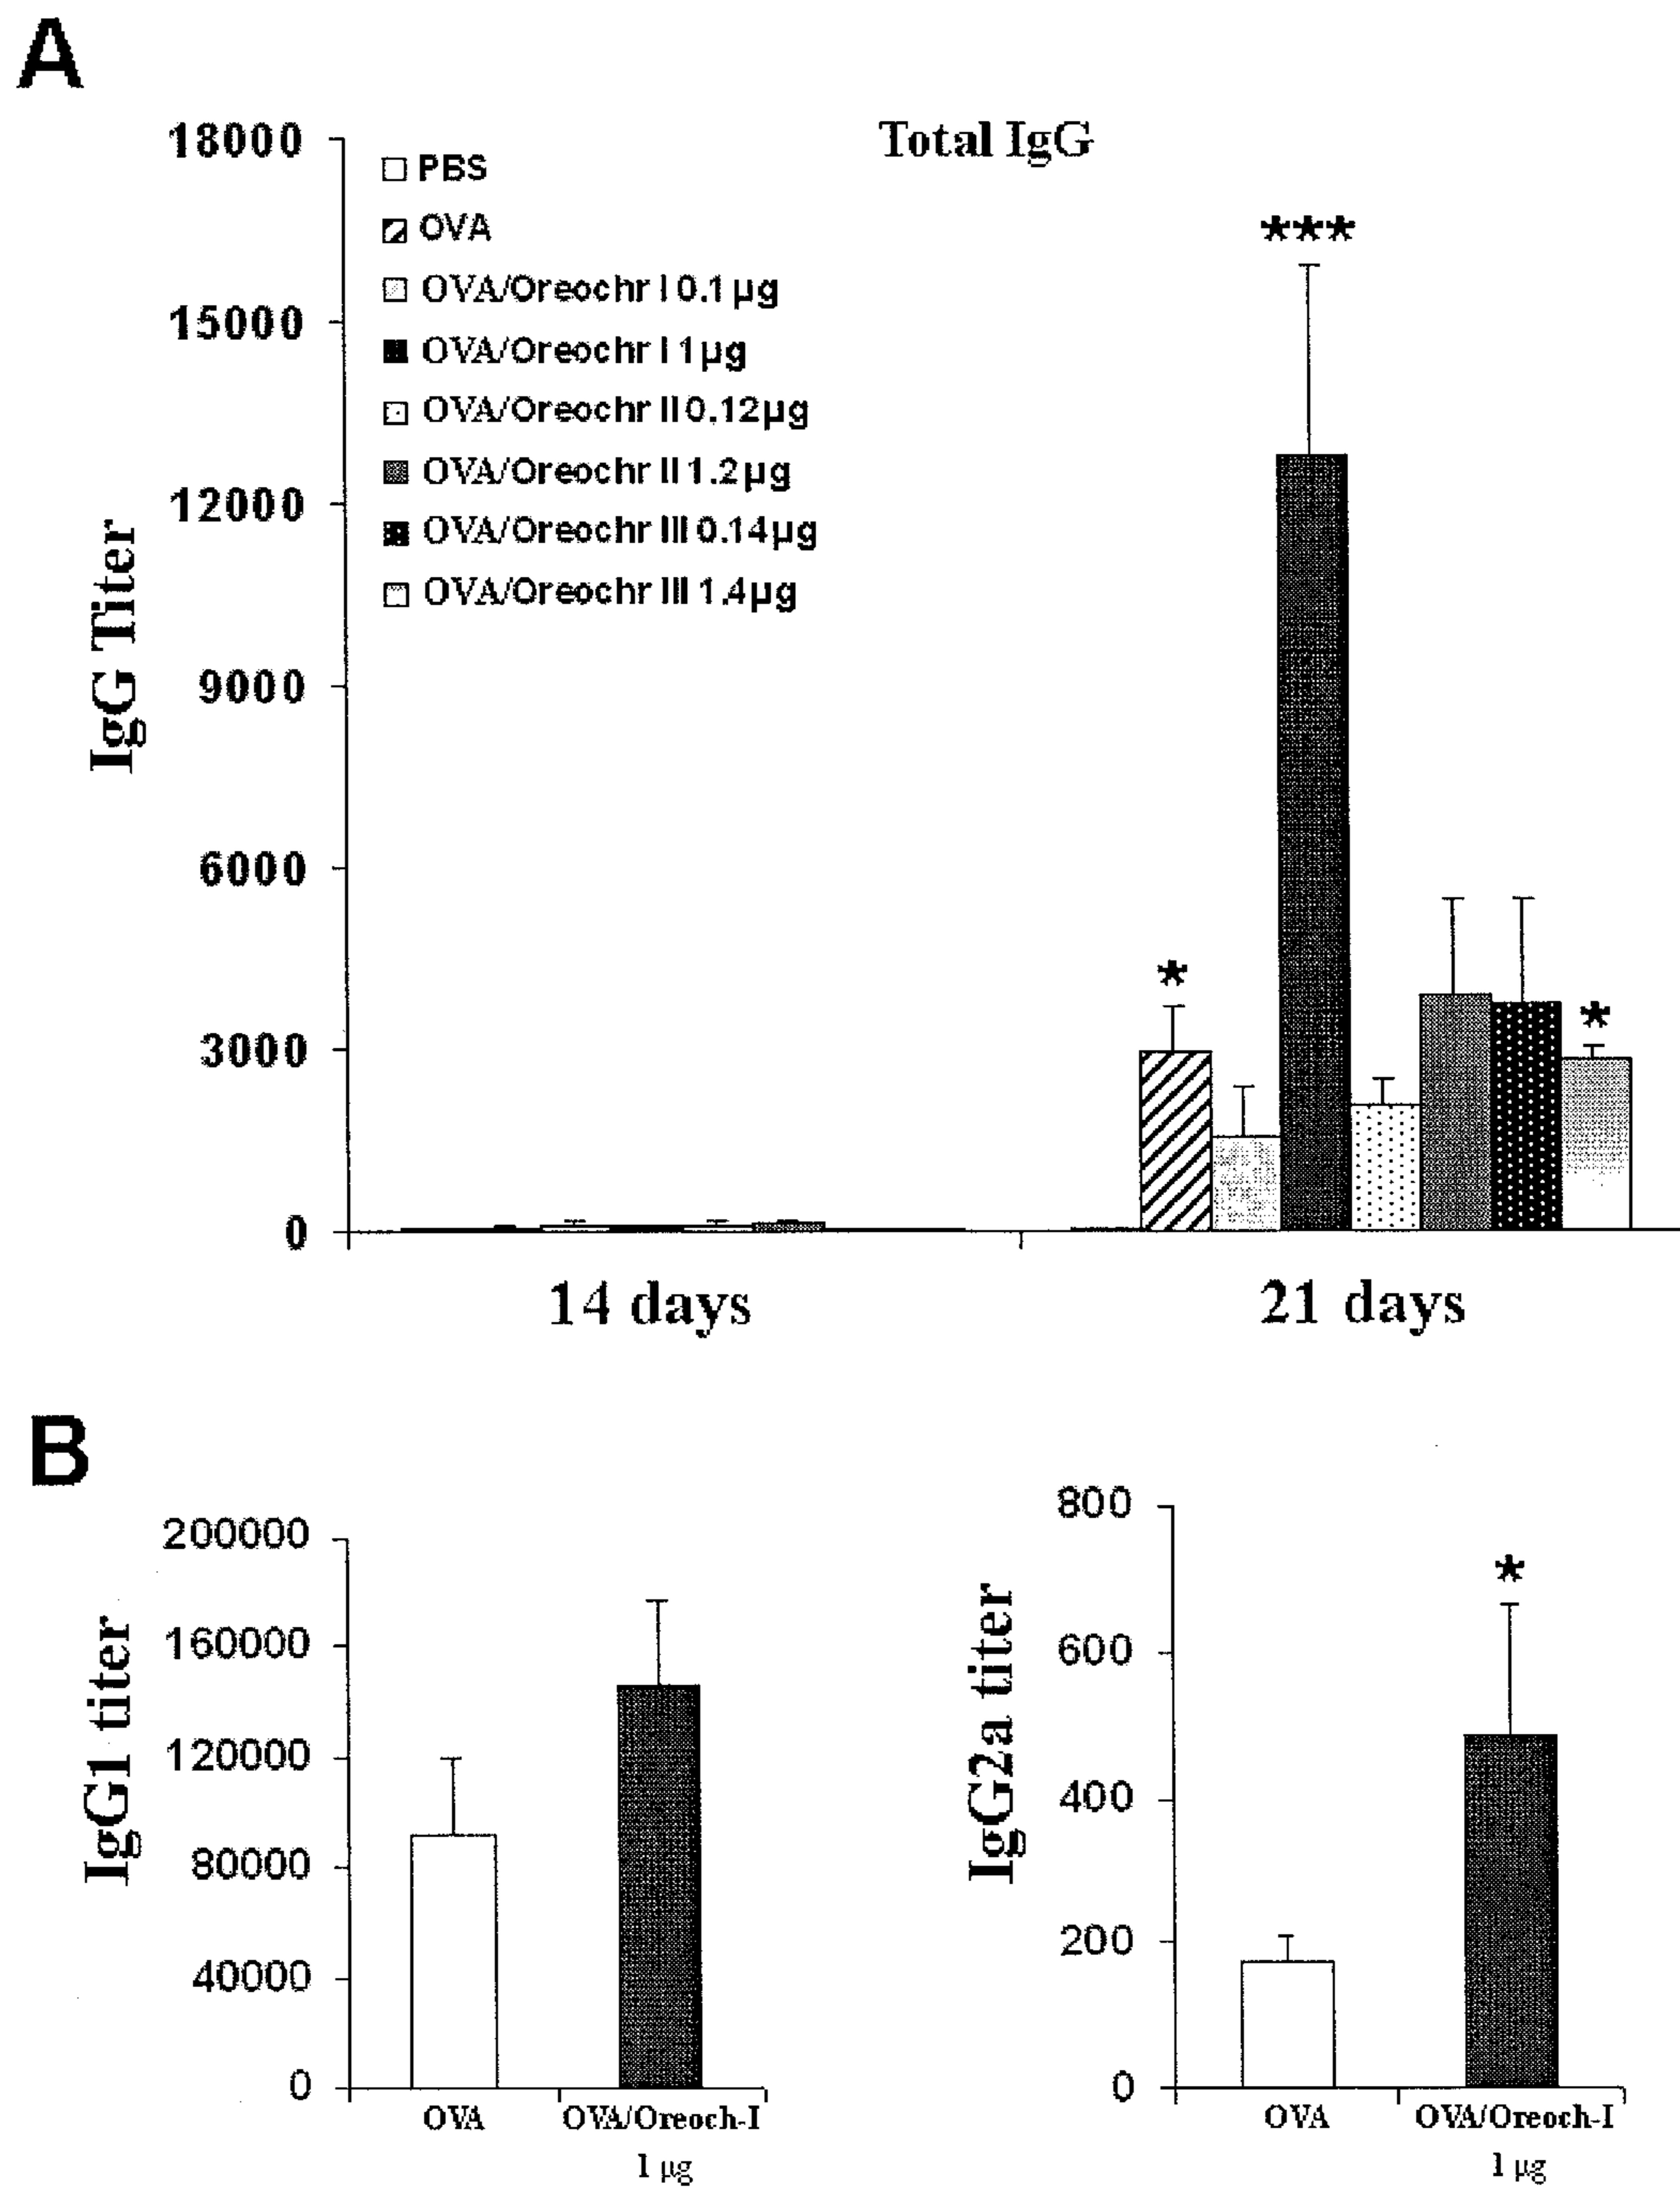 A
Total IgG
18000
15000
12000
9000
6000
3000
0
IgG Titer
PBS
OVA
OVA/Oreochr I 0.1 µg
OVA/Oreochr I 1µg
OVA/Oreochr II 0.12µg
OVA/Oreochr II 1.2µg
OVA/Oreochr III 0.14µg
OVA/Oreochr III 1.4µg
***
*
*
14 days
21 days
B
200000
160000
120000
80000
40000
0
IgG1 titer
OVA
OVA/Oreoch-I
1 µg
800
600
400
200
0
IgG2a titer
*
OVA
OVA/Oreoch-I
1 µg